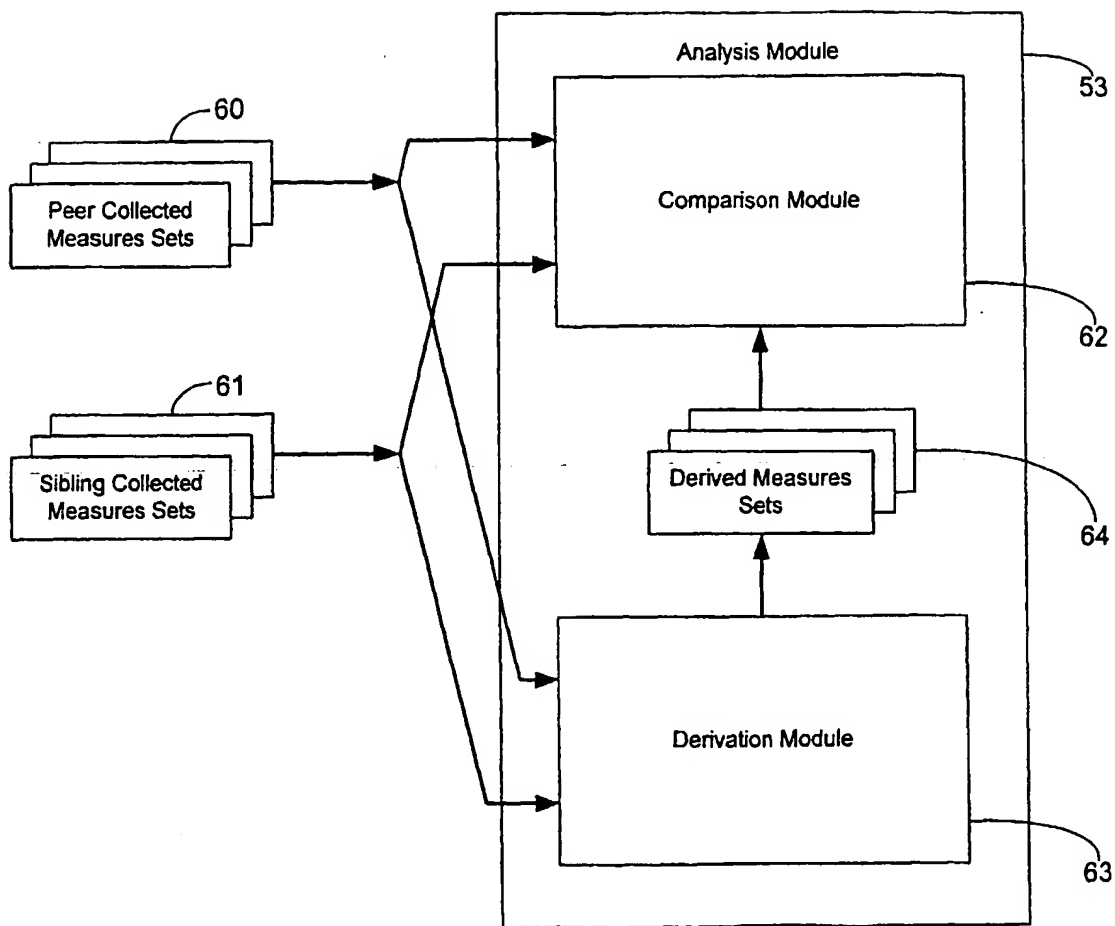 Analysis Module
53
60
Peer Collected
Measures Sets
Comparison Module
62
61
Sibling Collected
Measures Sets
Derived Measures
Sets
64
Derivation Module
63